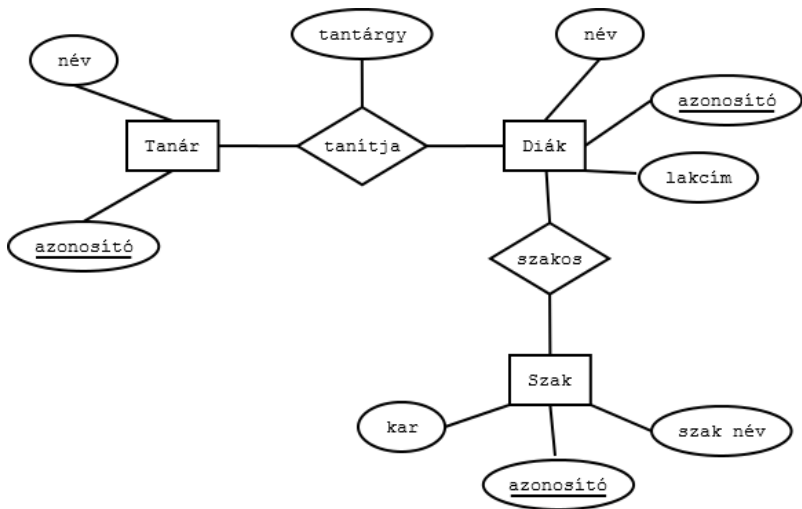 tantárgy
név
név
azonosító
Tanár
tanítja
Diák
lakcím
azonosító
szakos
Szak
kar
szak név
azonosító